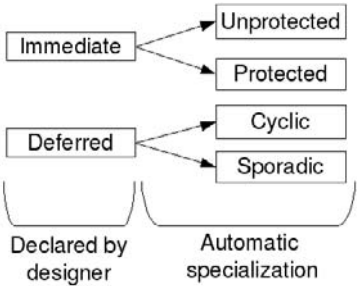 Immediate
Unprotected
Protected
Deferred
Cyclic
Sporadic
Declared by
designer
Automatic
specialization